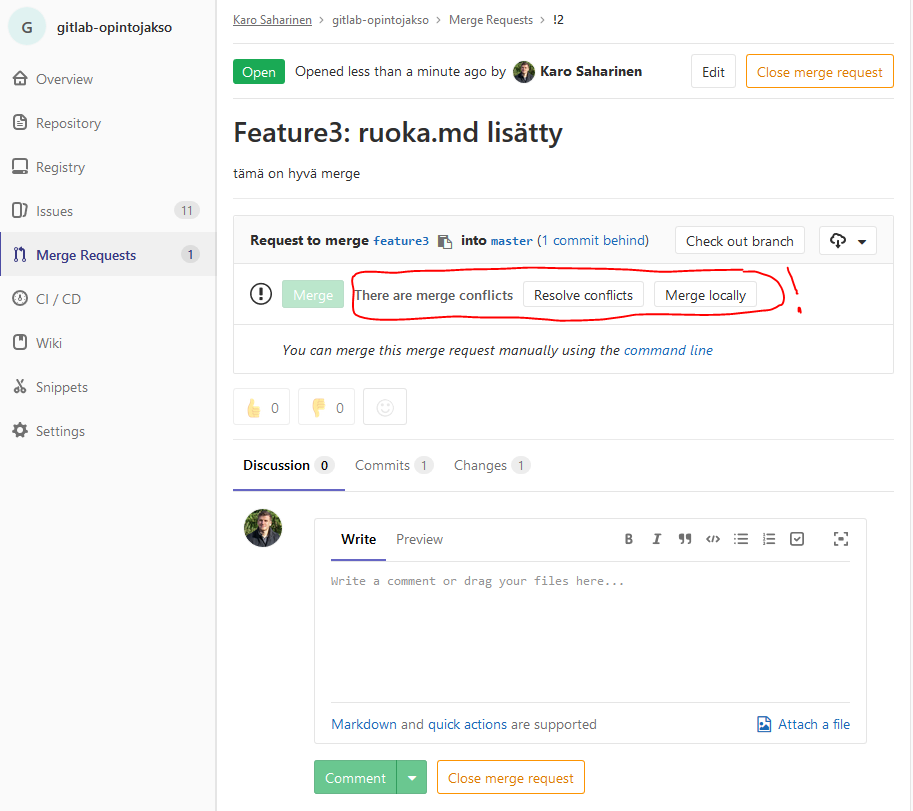 G gitlab-opintojakso
Overview
Repository
Registry
Issues 11
Merge Requests 1
CI / CD
Wiki
Snippets
Settings
Karo Saharinen > gitlab-opintojakso > Merge Requests > !2
Open Opened less than a minute ago by Karo Saharinen Edit Close merge request
Feature3: ruoka.md lisätty
tämä on hyvä merge
Request to merge feature3 into master (1 commit behind) Check out branch
Merge There are merge conflicts Resolve conflicts Merge locally !
You can merge this merge request manually using the command line
0 0
Discussion 0 Commits 1 Changes 1
Write Preview B I
Write a comment or drag your files here...
Markdown and quick actions are supported Attach a file
Comment Close merge request